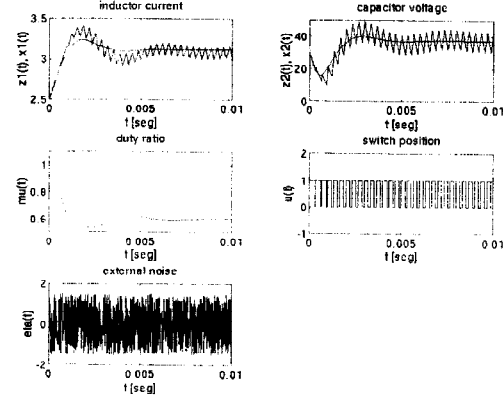 inductor current
capacitor voltage
z1(t), x1(t)
3.5
3
2.5
0
0.005
0.01
t [seg]
z2(t), x2(t)
40
20
0
0
0.005
0.01
t [seg]
duty ratio
switch position
mu(t)
1
0.8
0.6
0
0.005
0.01
t [seg]
u(t)
2
1
0
-1
0
0.005
0.01
t [seg]
external noise
eta(t)
2
0
-2
0
0.005
0.01
t [seg]